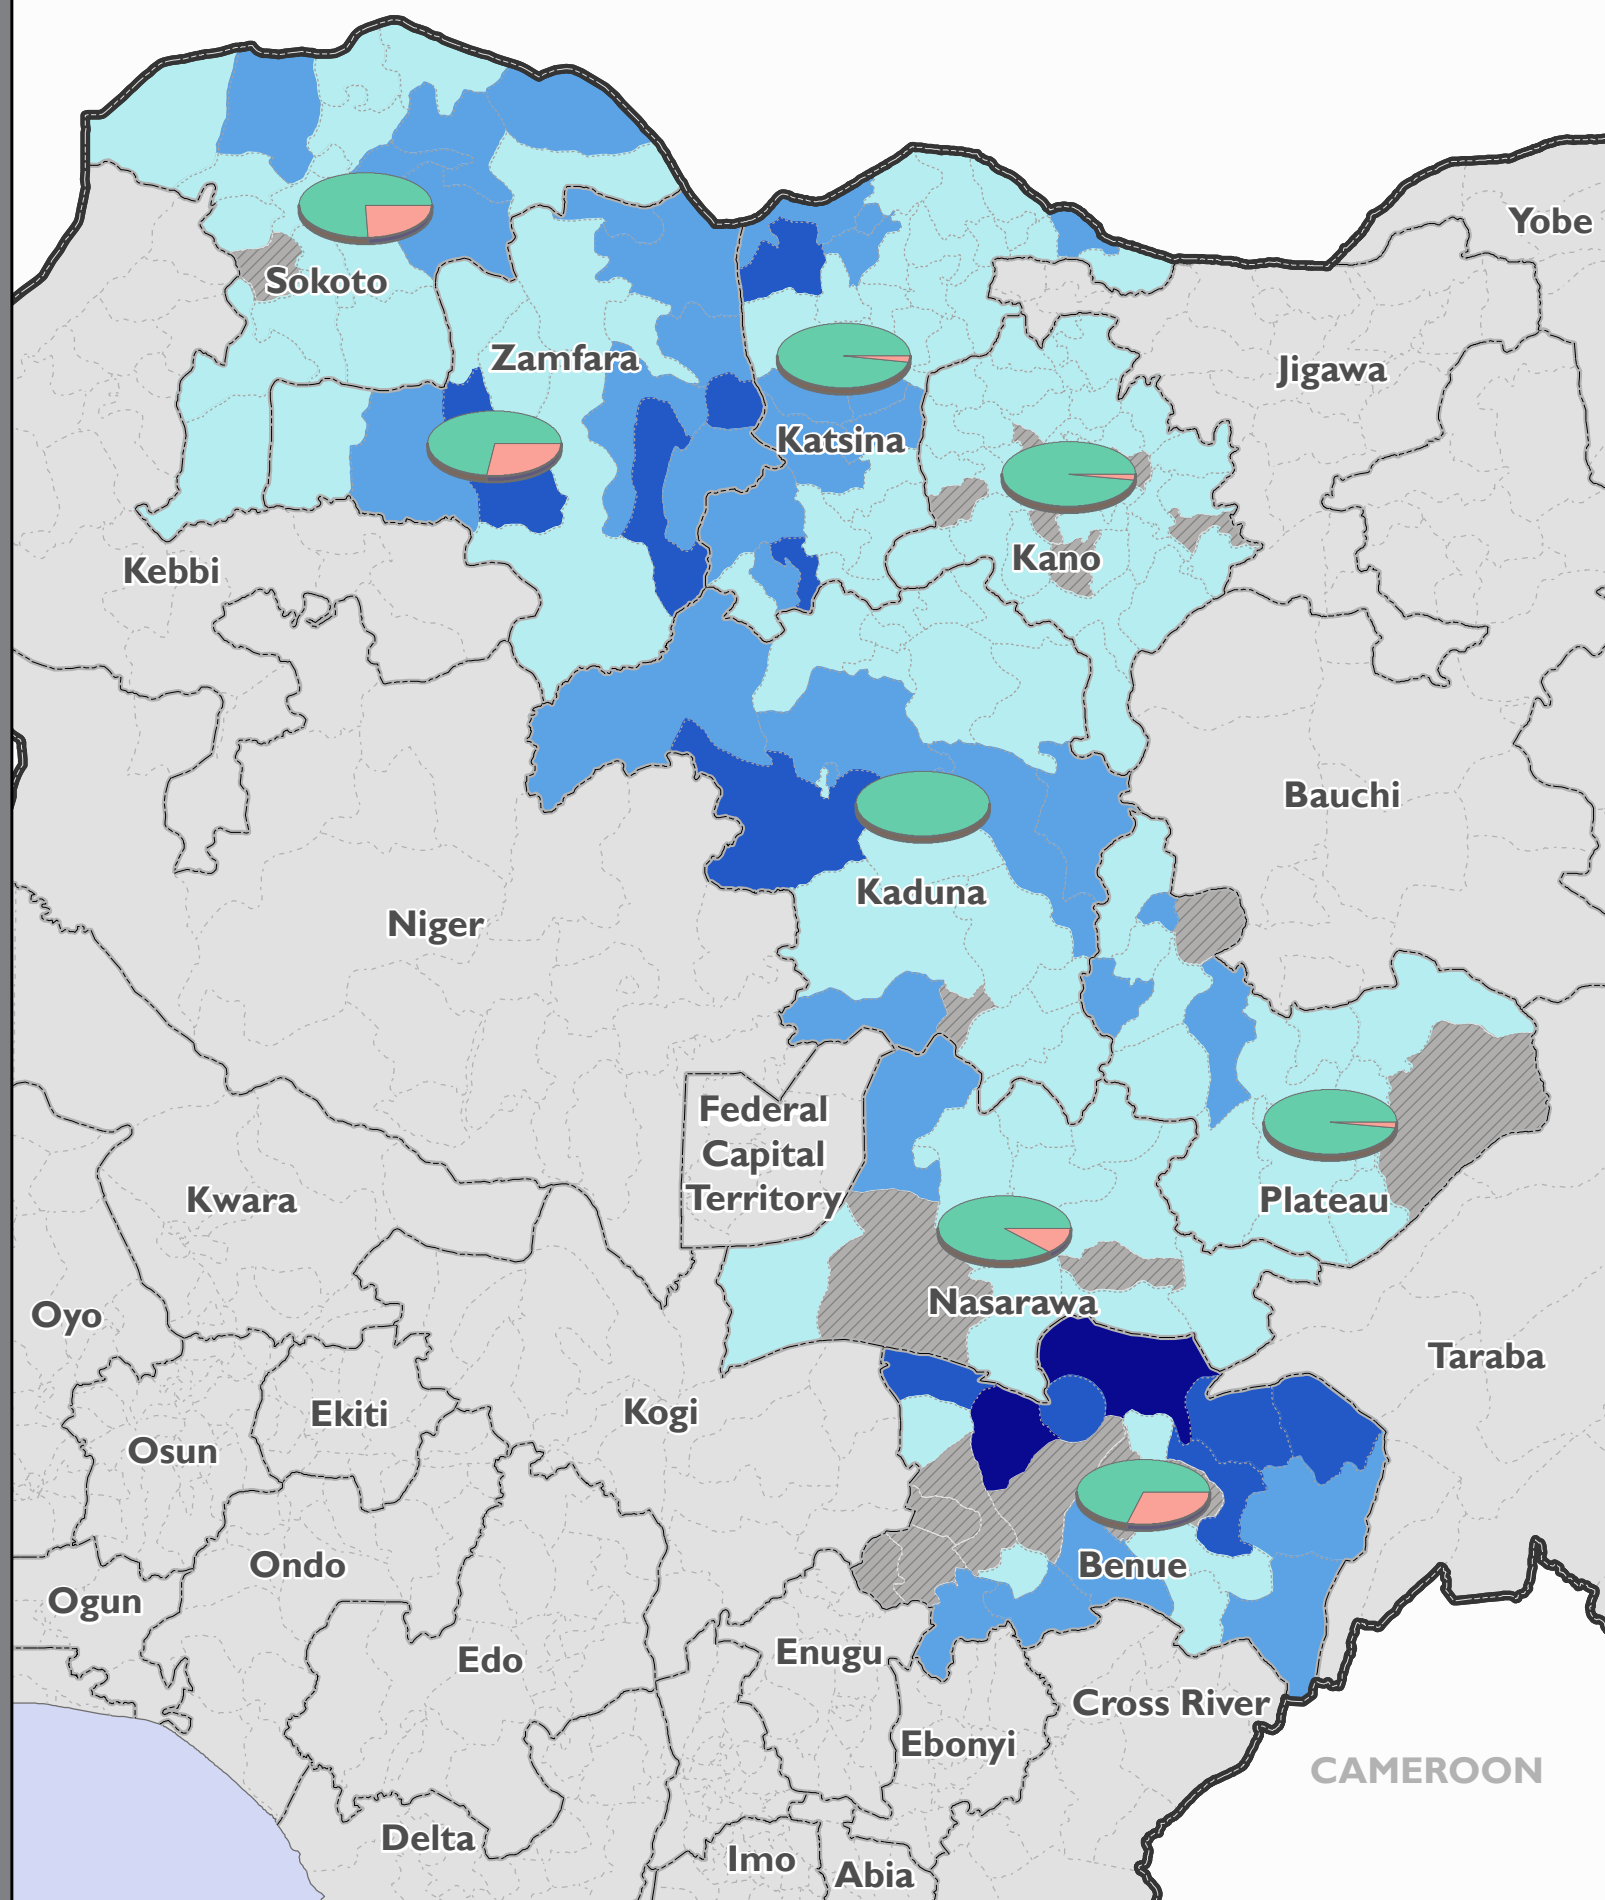 Yobe
Sokoto
Zamfara
Jigawa
Katsina
Kano
Kebbi
Bauchi
Kaduna
Niger
Federal
Capital
Territory
Kwara
Plateau
Nasarawa
Oyo
Taraba
Ekiti
Kogi
Osun
Ondo
Benue
Ogun
Edo
Enugu
Cross River
Ebonyi
CAMEROON
Delta
Imo
Abia